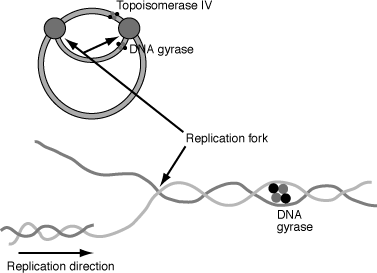 Topoisomerase IV
DNA gyrase
Replication fork
DNA
gyrase
Replication direction